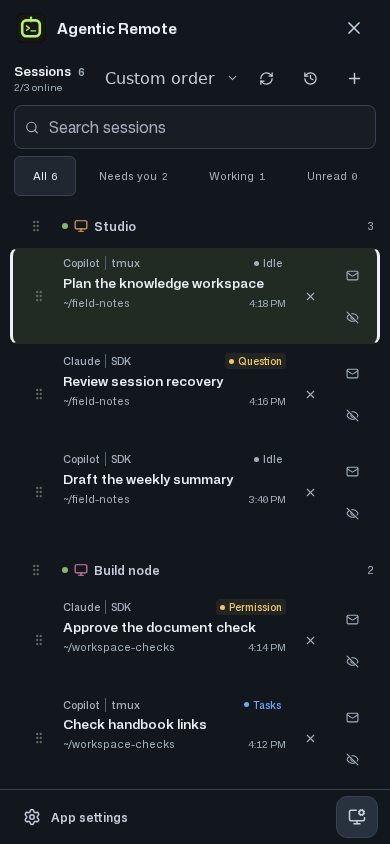 Agentic Remote
Sessions 6
2/3 online
Custom order
Search sessions
All 6
Needs you 2
Working 1
Unread 0
Studio 3
Copilot | tmux
Idle
Plan the knowledge workspace
~/field-notes
4:18 PM
Claude | SDK
Question
Review session recovery
~/field-notes
4:16 PM
Copilot | SDK
Idle
Draft the weekly summary
~/field-notes
3:40 PM
Build node 2
Claude | SDK
Permission
Approve the document check
~/workspace-checks
4:14 PM
Copilot | tmux
Tasks
Check handbook links
~/workspace-checks
4:12 PM
App settings